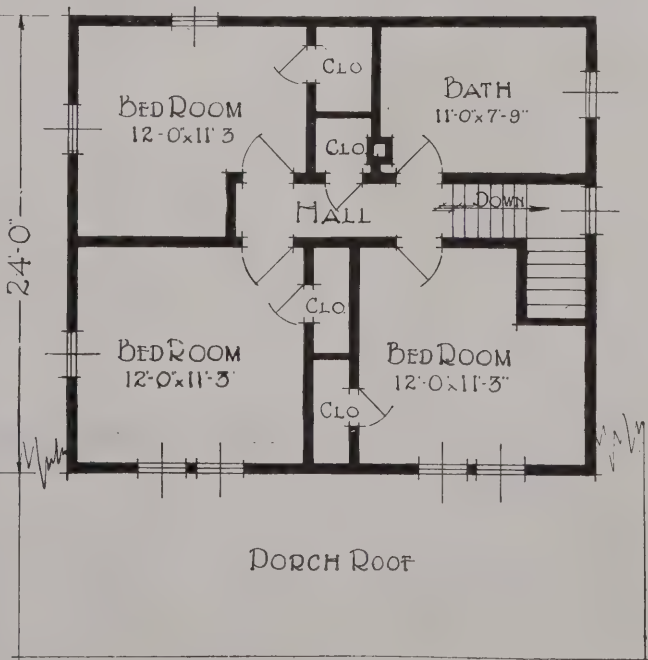 CLO
BED ROOM
12'-0"x11'3
BATH
11'-0"x7'-9"
CLO
DOWN
HALL
24'-0"
CLO
BED ROOM
12'-0"x11'-3"
BED ROOM
12'-0"x11'-3"
CLO
PORCH ROOF